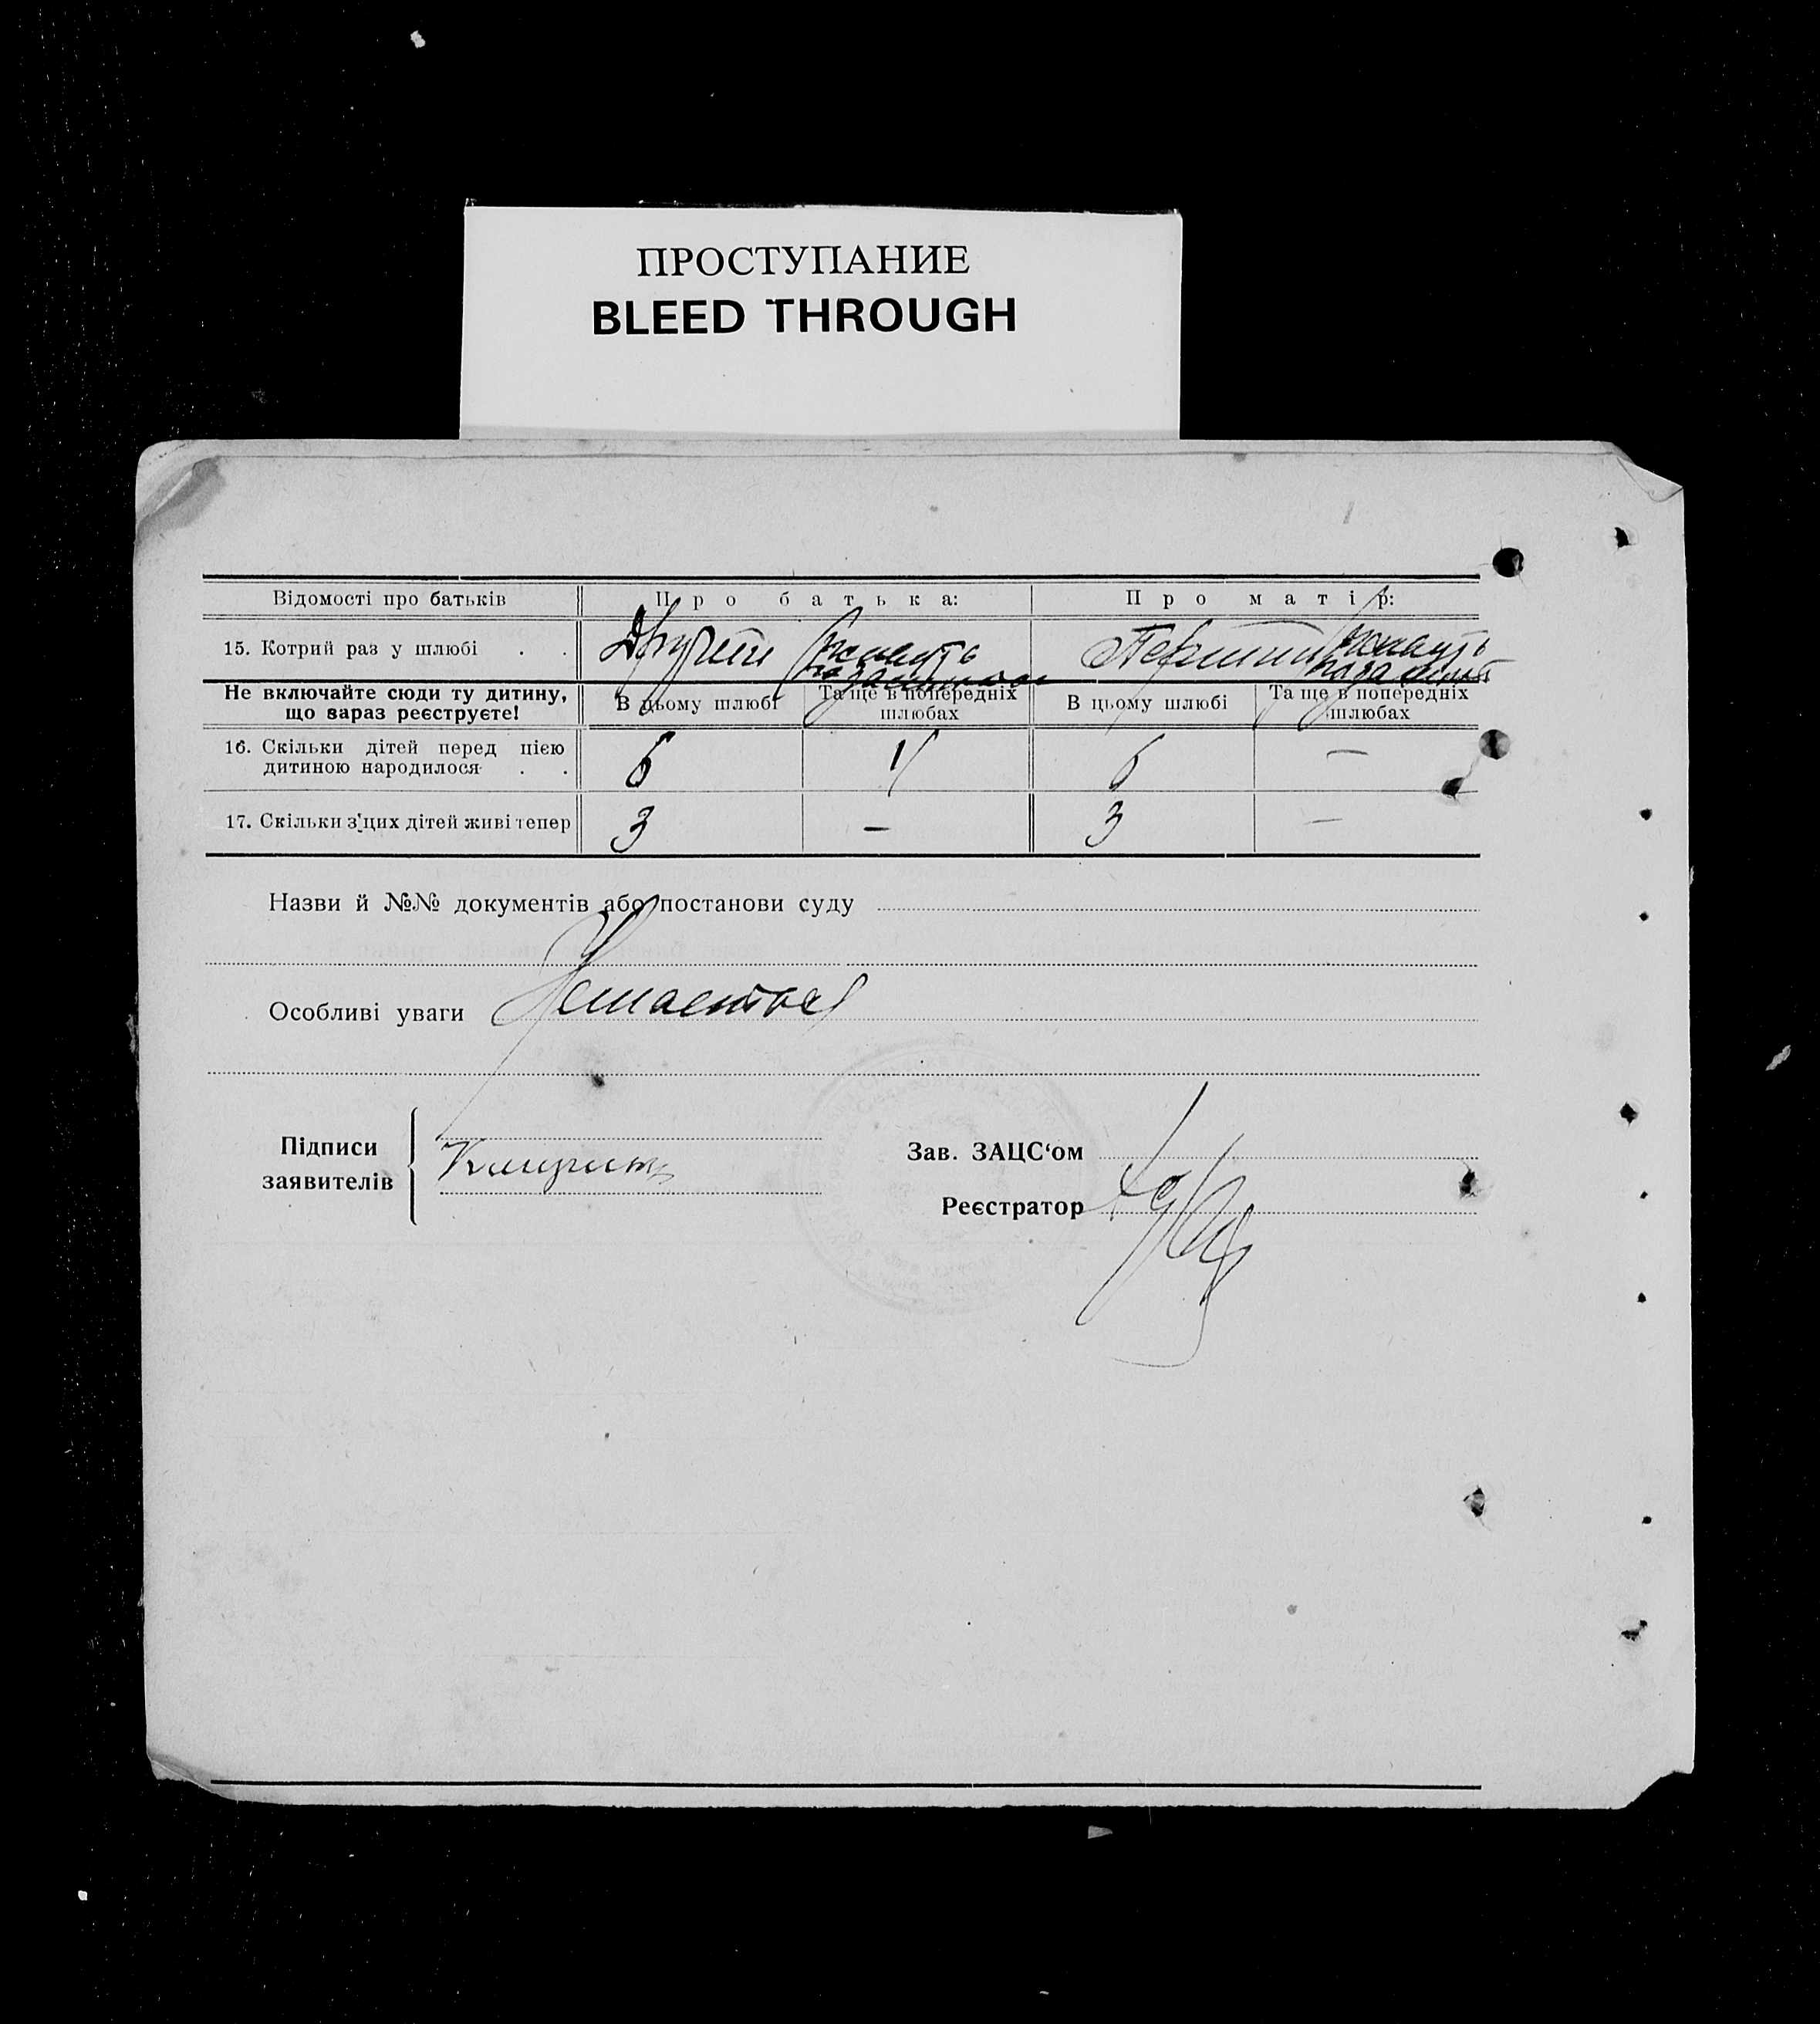 ПРОСТУПАНИЕ
BLEED THROUGH
Відомості про батьків Про батька: Про матір:
15. Котрий раз у шлюбі . . Другий живуть Перший живуть
Не включайте сюди ту дитину, що зараз реєструєте! В цьому шлюбі Та ще в попередніх шлюбах В цьому шлюбі Та ще в попередніх шлюбах
16. Скільки дітей перед цією дитиною народилося . . 6 1 6 —
17. Скільки з цих дітей живі тепер 3 — 3 —
Назви й №№ документів або постанови суду
Особливі уваги
Підписи заявителів
Зав. ЗАЦС‘ом
Реєстратор